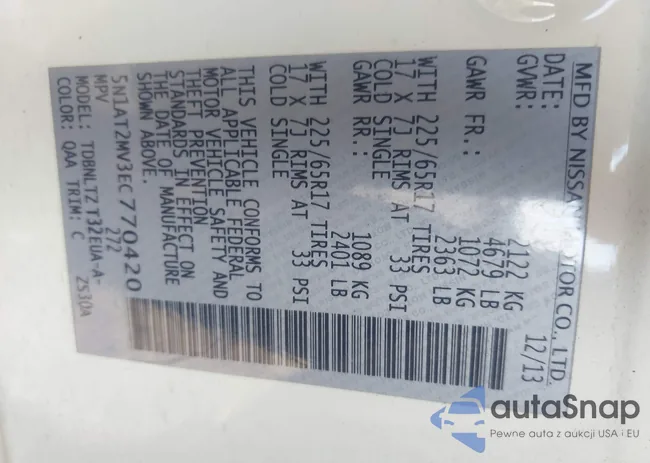 MFD BY NISSAN MOTOR CO., LTD.
DATE: 12/13
GVWR: 2122 KG
4679 LB
GAWR FR.: 1072 KG
2363 LB
WITH 225/65R17 TIRES
17 X 7J RIMS AT 33 PSI
COLD SINGLE
GAWR RR.: 1089 KG
2401 LB
WITH 225/65R17 TIRES
17 X 7J RIMS AT 33 PSI
COLD SINGLE
THIS VEHICLE CONFORMS TO
ALL APPLICABLE FEDERAL
MOTOR VEHICLE SAFETY AND
THEFT PREVENTION
STANDARDS IN EFFECT ON
THE DATE OF MANUFACTURE
SHOWN ABOVE.
5N1AT2MV3EC770420
MPV 272
MODEL: TDBNLTZ T32EUA-A-
COLOR: QAA TRIM: C ZS30A
autoSnap
Pewne auta z aukcji USA i EU